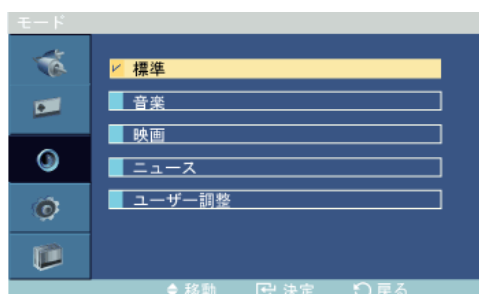 モード
標準
音楽
映画
ニュース
ユーザー調整
移動 決定 戻る